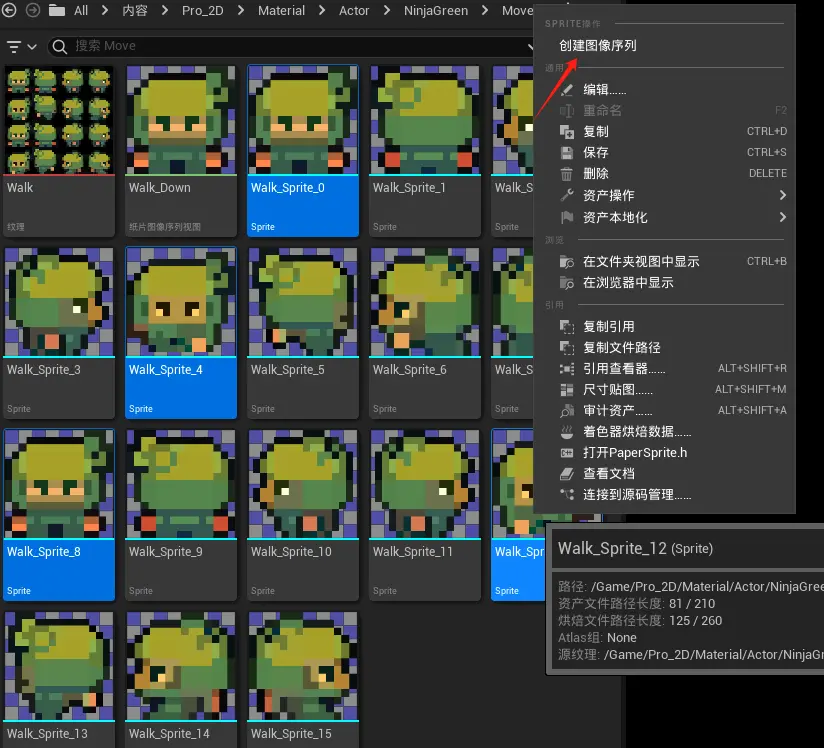 All > 内容 > Pro_2D > Material > Actor > NinjaGreen > Move
搜索 Move
Walk
纹理
Walk_Down
纸片图像序列视图
Walk_Sprite_0
Sprite
Walk_Sprite_1
Sprite
Walk_S
Sprite
Walk_Sprite_3
Sprite
Walk_Sprite_4
Sprite
Walk_Sprite_5
Sprite
Walk_Sprite_6
Sprite
Walk_S
Sprite
Walk_Sprite_8
Sprite
Walk_Sprite_9
Sprite
Walk_Sprite_10
Sprite
Walk_Sprite_11
Sprite
Walk_Spr
Sprite
Walk_Sprite_13
Walk_Sprite_14
Walk_Sprite_15
SPRITE操作
创建图像序列
编辑……
重命名 F2
复制 CTRL+D
保存 CTRL+S
删除 DELETE
资产操作
资产本地化
浏览
在文件夹视图中显示 CTRL+B
在浏览器中显示
引用
复制引用
复制文件路径
引用查看器…… ALT+SHIFT+R
尺寸贴图…… ALT+SHIFT+M
审计资产…… ALT+SHIFT+A
着色器烘焙数据……
打开PaperSprite.h
查看文档
连接到源码管理……
Walk_Sprite_12 (Sprite)
路径: /Game/Pro_2D/Material/Actor/NinjaGree
资产文件路径长度: 81 / 210
烘焙文件路径长度: 125 / 260
Atlas组: None
源纹理: /Game/Pro_2D/Material/Actor/NinjaGr